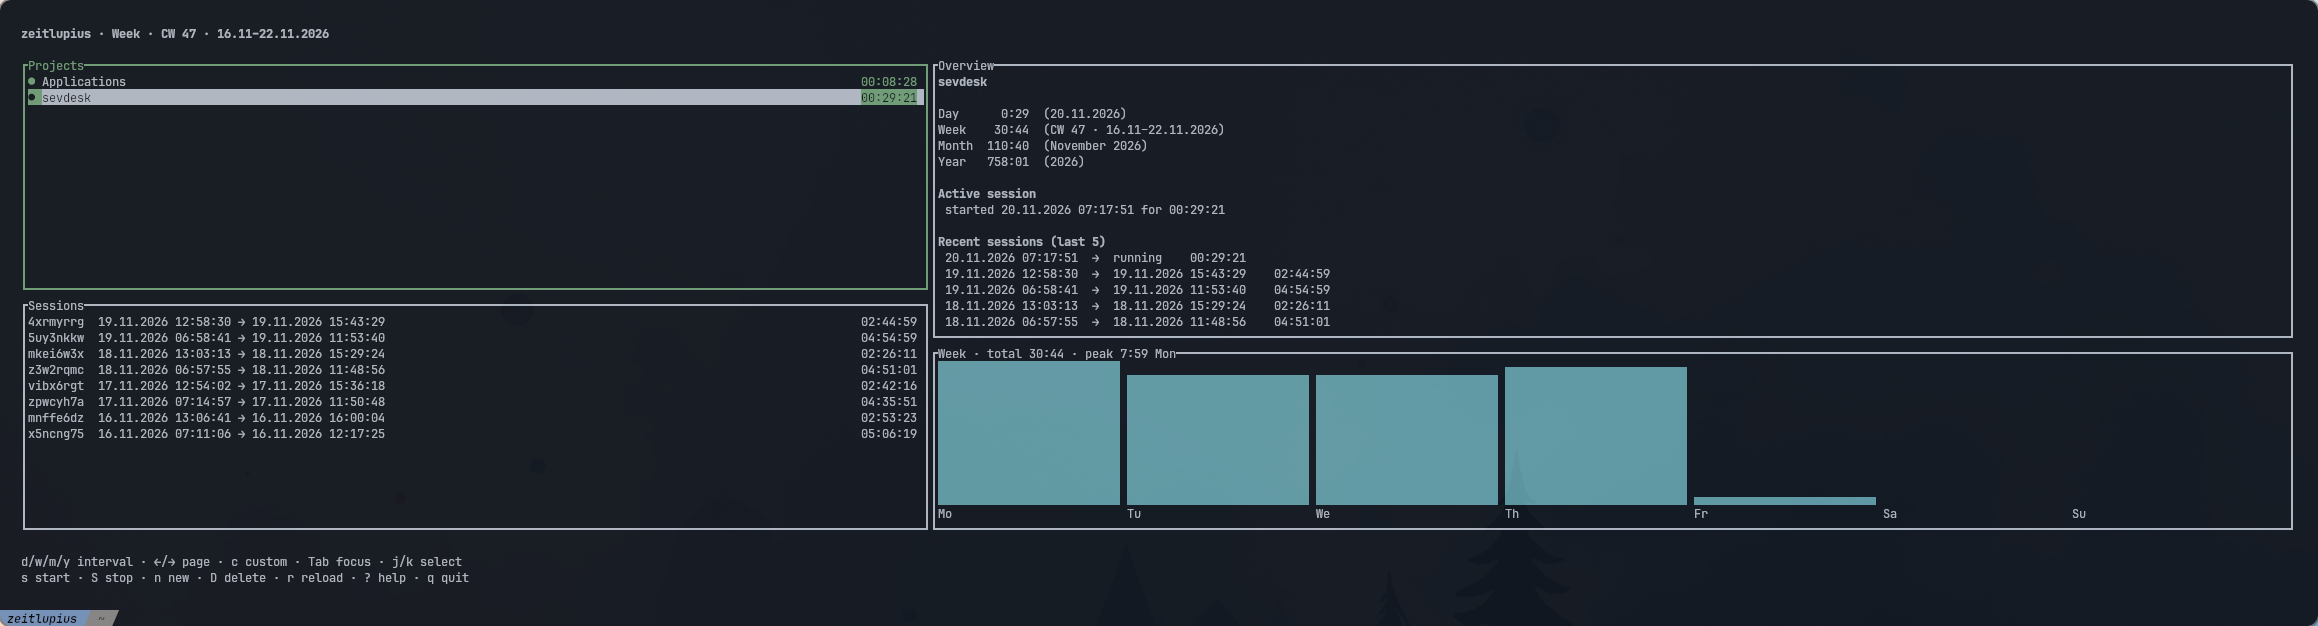 zeitlupius · Week · CW 47 · 16.11–22.11.2026
Projects
● Applications 00:08:28
● sevdesk 00:29:21
Sessions
4xrmyrrg 19.11.2026 12:58:30 → 19.11.2026 15:43:29 02:44:59
5uy3nkkw 19.11.2026 06:58:41 → 19.11.2026 11:53:40 04:54:59
mkei6w3x 18.11.2026 13:03:13 → 18.11.2026 15:29:24 02:26:11
z3w2rqmc 18.11.2026 06:57:55 → 18.11.2026 11:48:56 04:51:01
vibx6rgt 17.11.2026 12:54:02 → 17.11.2026 15:36:18 02:42:16
zpwcyh7a 17.11.2026 07:14:57 → 17.11.2026 11:50:48 04:35:51
mnffe6dz 16.11.2026 13:06:41 → 16.11.2026 16:00:04 02:53:23
x5ncng75 16.11.2026 07:11:06 → 16.11.2026 12:17:25 05:06:19
Overview
sevdesk
Day 0:29 (20.11.2026)
Week 30:44 (CW 47 · 16.11–22.11.2026)
Month 110:40 (November 2026)
Year 758:01 (2026)
Active session
started 20.11.2026 07:17:51 for 00:29:21
Recent sessions (last 5)
20.11.2026 07:17:51 → running 00:29:21
19.11.2026 12:58:30 → 19.11.2026 15:43:29 02:44:59
19.11.2026 06:58:41 → 19.11.2026 11:53:40 04:54:59
18.11.2026 13:03:13 → 18.11.2026 15:29:24 02:26:11
18.11.2026 06:57:55 → 18.11.2026 11:48:56 04:51:01
Week · total 30:44 · peak 7:59 Mon
Mo Tu We Th Fr Sa Su
d/w/m/y interval · ←/→ page · c custom · Tab focus · j/k select
s start · S stop · n new · D delete · r reload · ? help · q quit
zeitlupius ~